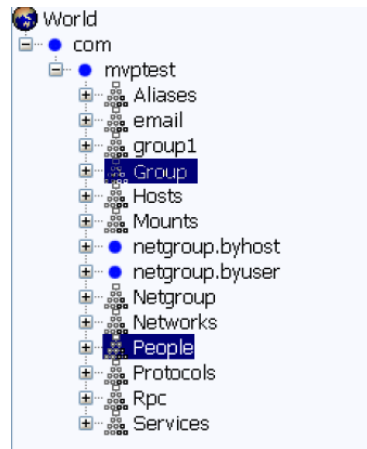 World
com
mvptest
Aliases
email
group1
Group
Hosts
Mounts
netgroup.byhost
netgroup.byuser
Netgroup
Networks
People
Protocols
Rpc
Services